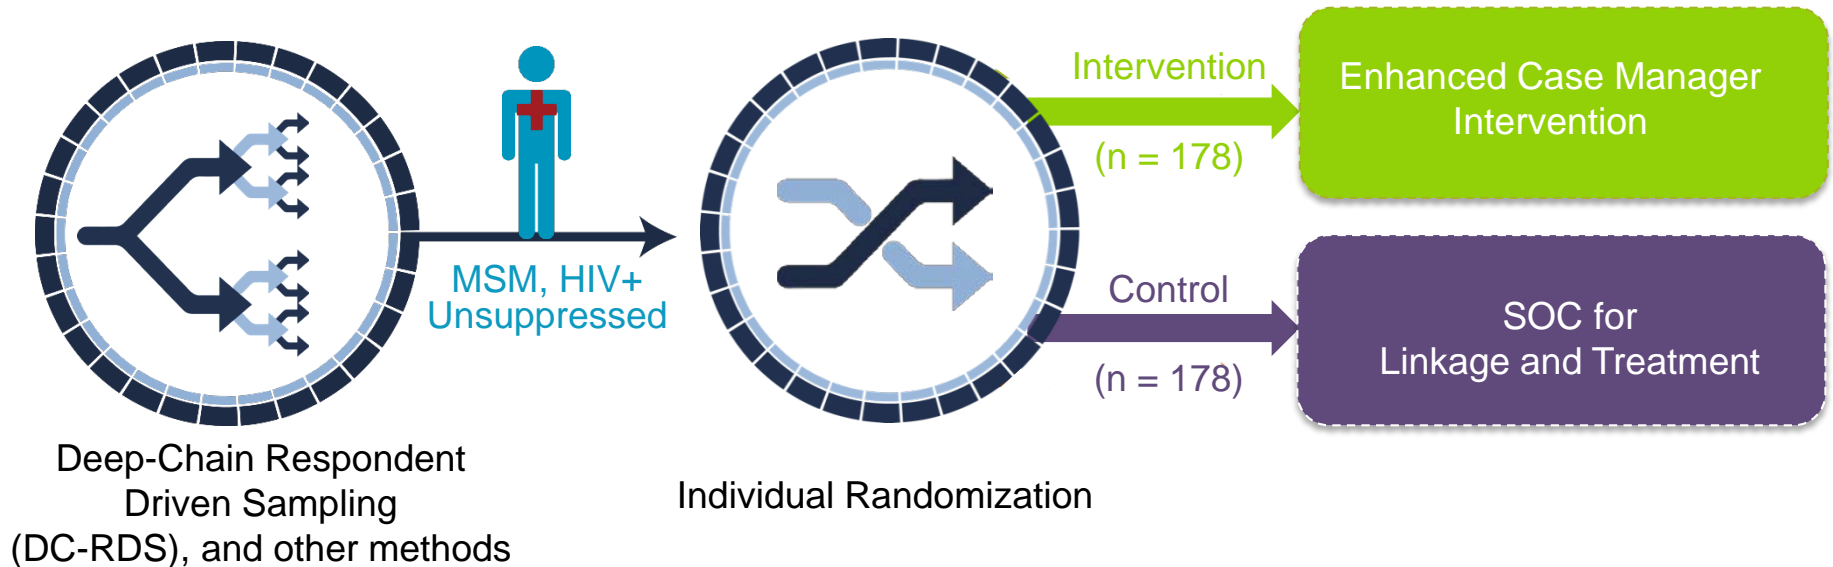 Deep-Chain Respondent
Driven Sampling
(DC-RDS), and other methods
MSM, HIV+
Unsuppressed
Individual Randomization
Intervention
(n = 178)
Enhanced Case Manager
Intervention
Control
(n = 178)
SOC for
Linkage and Treatment